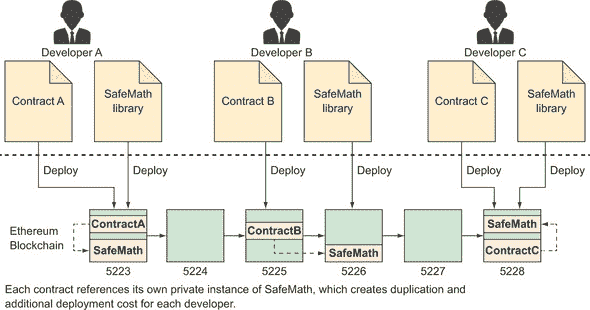 Developer A
Developer B
Developer C
Contract A
SafeMath
library
Contract B
SafeMath
library
Contract C
SafeMath
library
Deploy
Deploy
Deploy
Deploy
Deploy
Deploy
Ethereum
Blockchain
ContractA
SafeMath
ContractB
SafeMath
SafeMath
ContractC
5223
5224
5225
5226
5227
5228
Each contract references its own private instance of SafeMath, which creates duplication and
additional deployment cost for each developer.